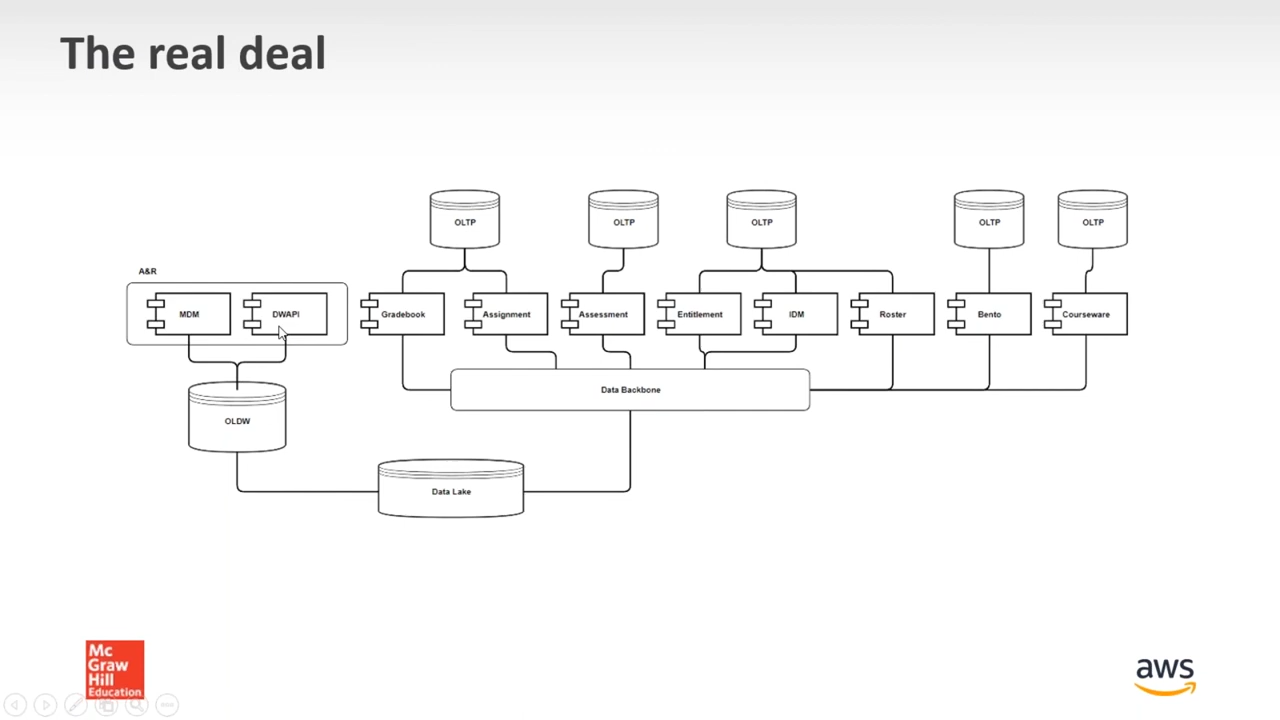 The real deal
OLTP
OLTP
OLTP
OLTP
OLTP
A&R
MDM
DWAPI
Gradebook
Assignment
Assessment
Entitlement
IDM
Roster
Bento
Courseware
Data Backbone
OLDW
Data Lake
Mc
Graw
Hill
Education
aws